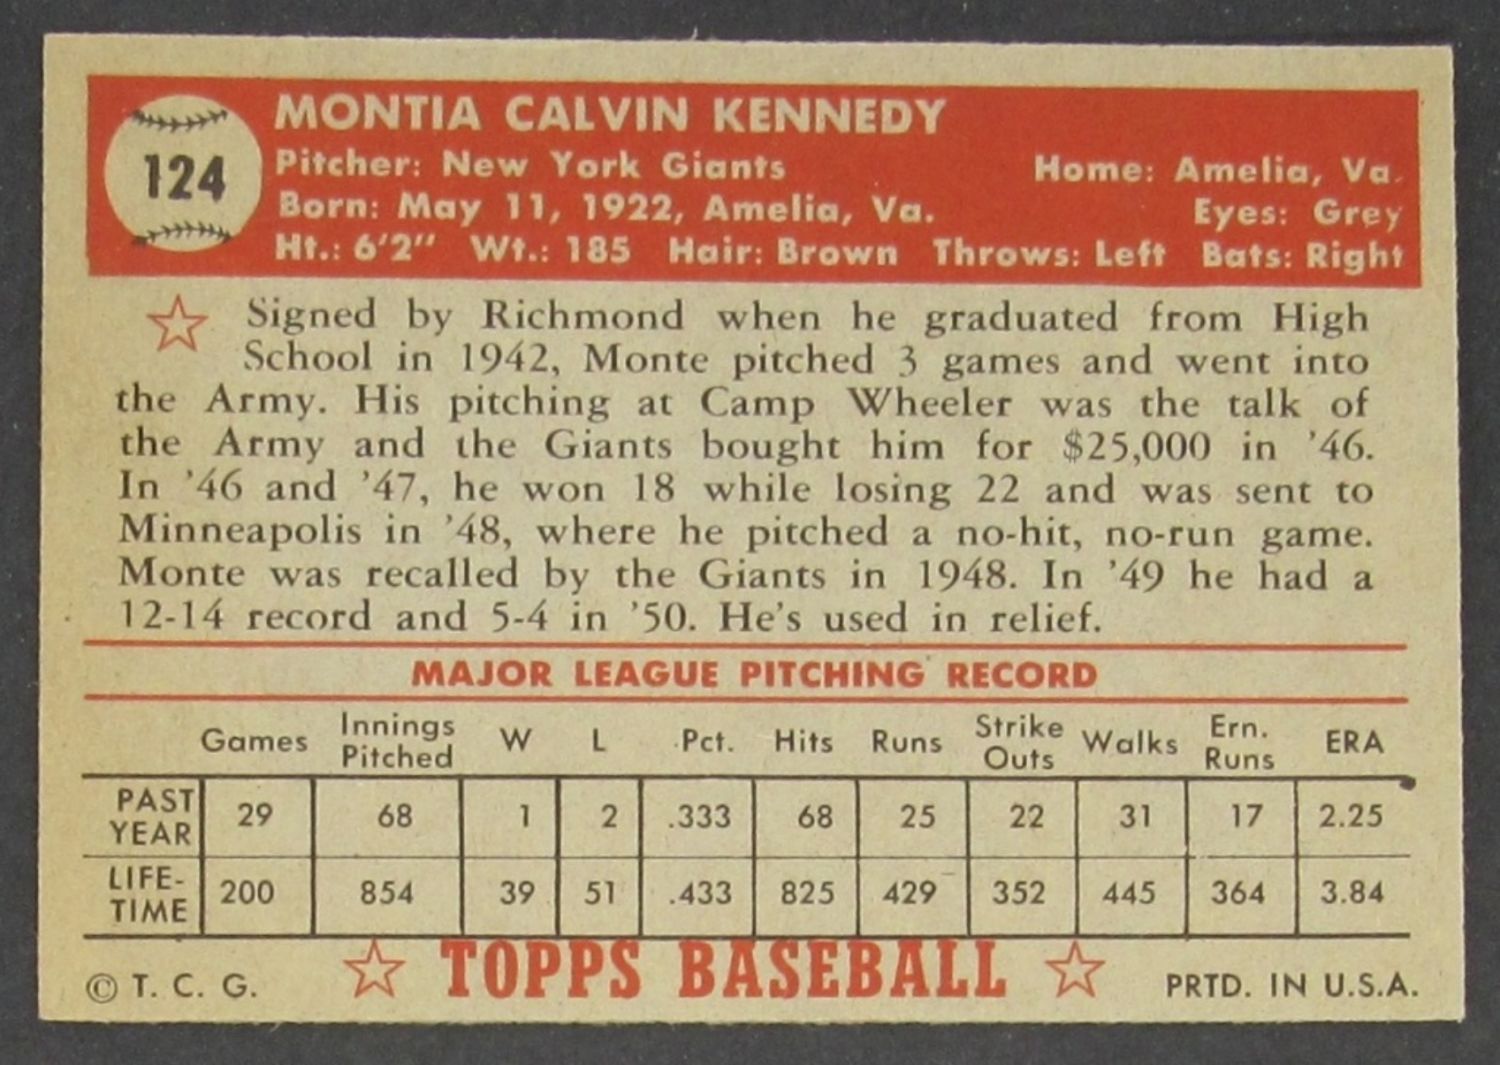 124
MONTIA CALVIN KENNEDY
Pitcher: New York Giants Home: Amelia, Va.
Born: May 11, 1922, Amelia, Va. Eyes: Grey
Ht.: 6'2" Wt.: 185 Hair: Brown Throws: Left Bats: Right
Signed by Richmond when he graduated from High
School in 1942, Monte pitched 3 games and went into
the Army. His pitching at Camp Wheeler was the talk of
the Army and the Giants bought him for $25,000 in '46.
In '46 and '47, he won 18 while losing 22 and was sent to
Minneapolis in '48, where he pitched a no-hit, no-run game.
Monte was recalled by the Giants in 1948. In '49 he had a
12-14 record and 5-4 in '50. He's used in relief.
MAJOR LEAGUE PITCHING RECORD
Games Innings Pitched W L Pct. Hits Runs Strike Outs Walks Ern. Runs ERA
PAST YEAR 29 68 1 2 .333 68 25 22 31 17 2.25
LIFE-TIME 200 854 39 51 .433 825 429 352 445 364 3.84
© T. C. G. TOPPS BASEBALL PRTD. IN U.S.A.